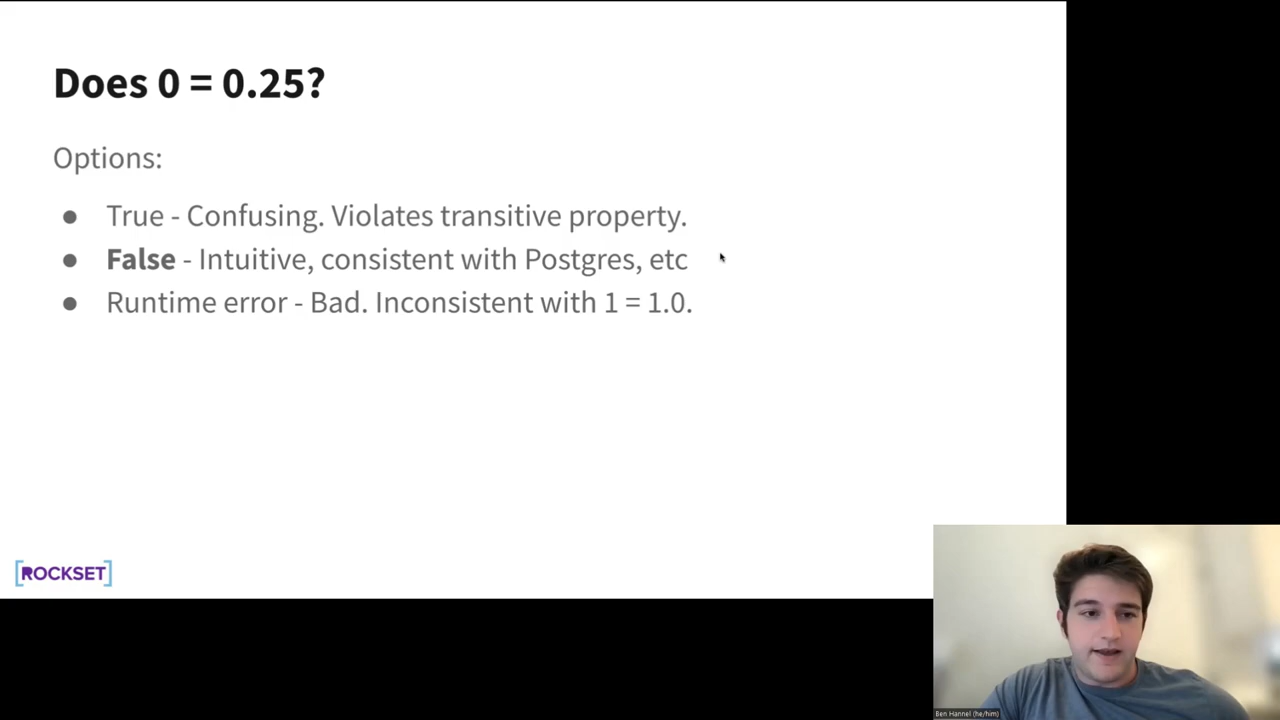 Does 0 = 0.25?
Options:
● True - Confusing. Violates transitive property.
● False - Intuitive, consistent with Postgres, etc
● Runtime error - Bad. Inconsistent with 1 = 1.0.
[ROCKSET]
Ben Hannel (he/him)